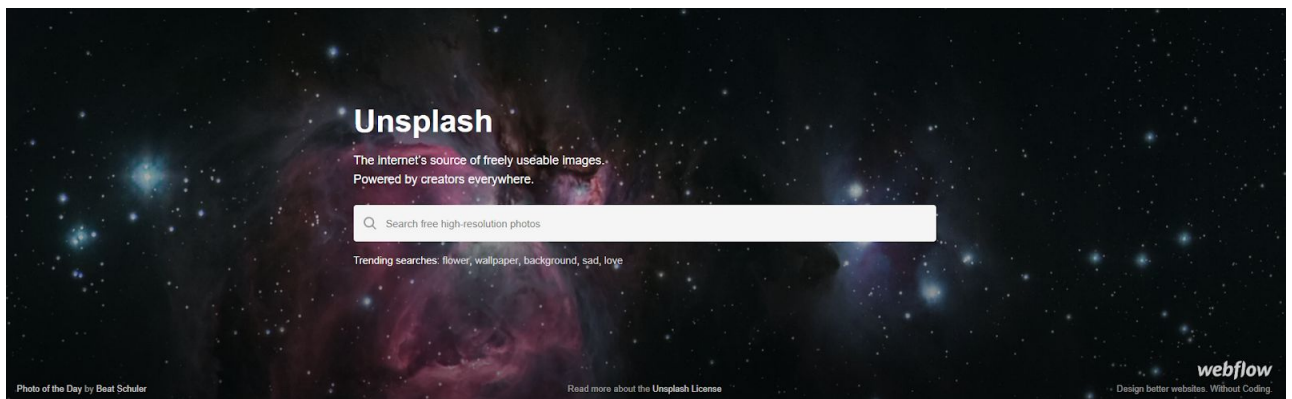 Unsplash
The internet's source of freely useable images.
Powered by creators everywhere.
Search free high-resolution photos
Trending searches: flower, wallpaper, background, sad, love
webflow
Photo of the Day by Beat Schuler
Read more about the Unsplash License
Design better websites. Without Coding.